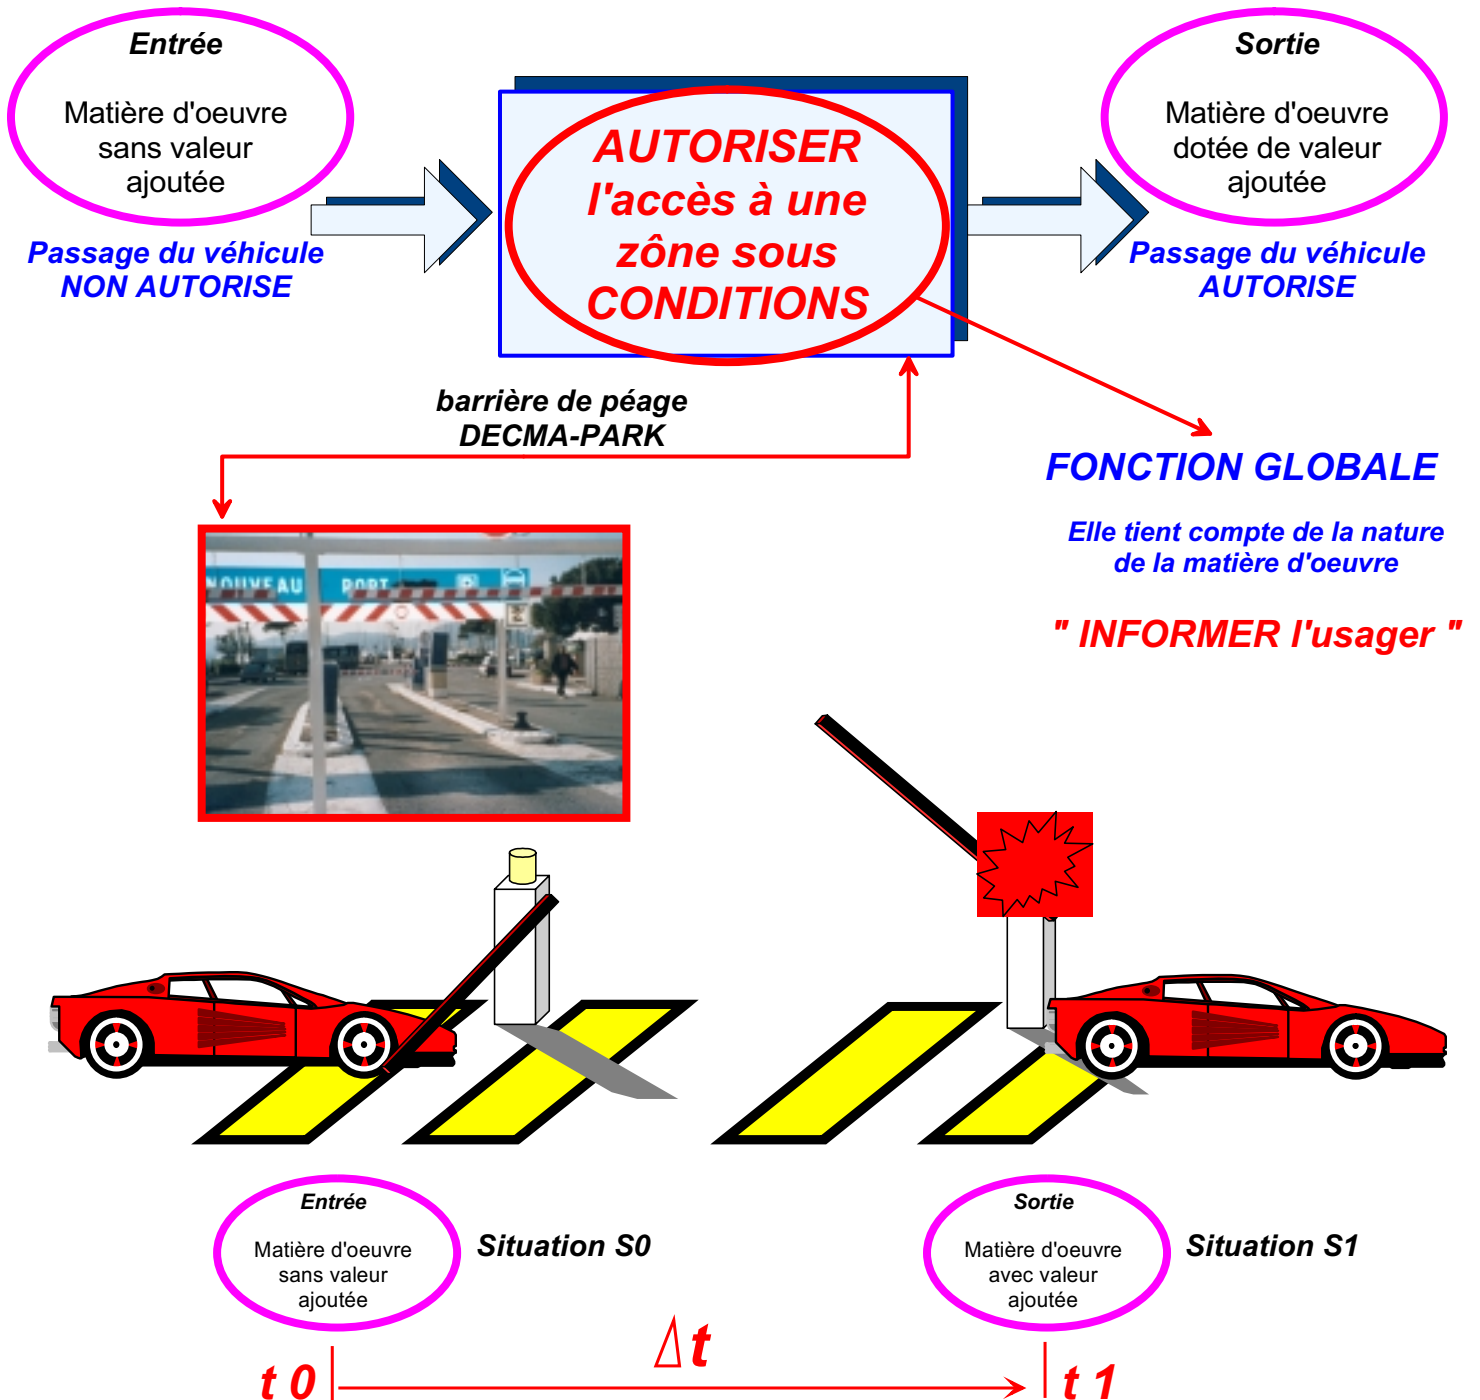 Entrée
Matière d'oeuvre
sans valeur
ajoutée
Passage du véhicule
NON AUTORISE
AUTORISER
l'accès à une
zône sous
CONDITIONS
Sortie
Matière d'oeuvre
dotée de valeur
ajoutée
Passage du véhicule
AUTORISE
barrière de péage
DECMA-PARK
FONCTION GLOBALE
Elle tient compte de la nature
de la matière d'oeuvre
" INFORMER l'usager "
NOUVEAU PORT P
Entrée
Matière d'oeuvre
sans valeur
ajoutée
Situation S0
Sortie
Matière d'oeuvre
avec valeur
ajoutée
Situation S1
Δt
t 0
t 1